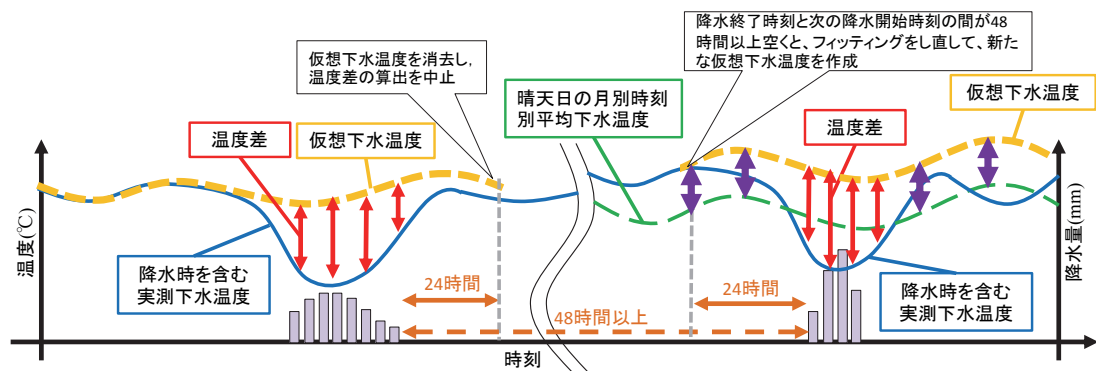 仮想下水温度を消去し,
温度差の算出を中止
降水終了時刻と次の降水開始時刻の間が48
時間以上空くと、フィッティングをし直して、新た
な仮想下水温度を作成
晴天日の月別時刻
別平均下水温度
仮想下水温度
温度差
仮想下水温度
温度差
温度(℃)
降水量(mm)
降水時を含む
実測下水温度
24時間
24時間
降水時を含む
実測下水温度
48時間以上
時刻